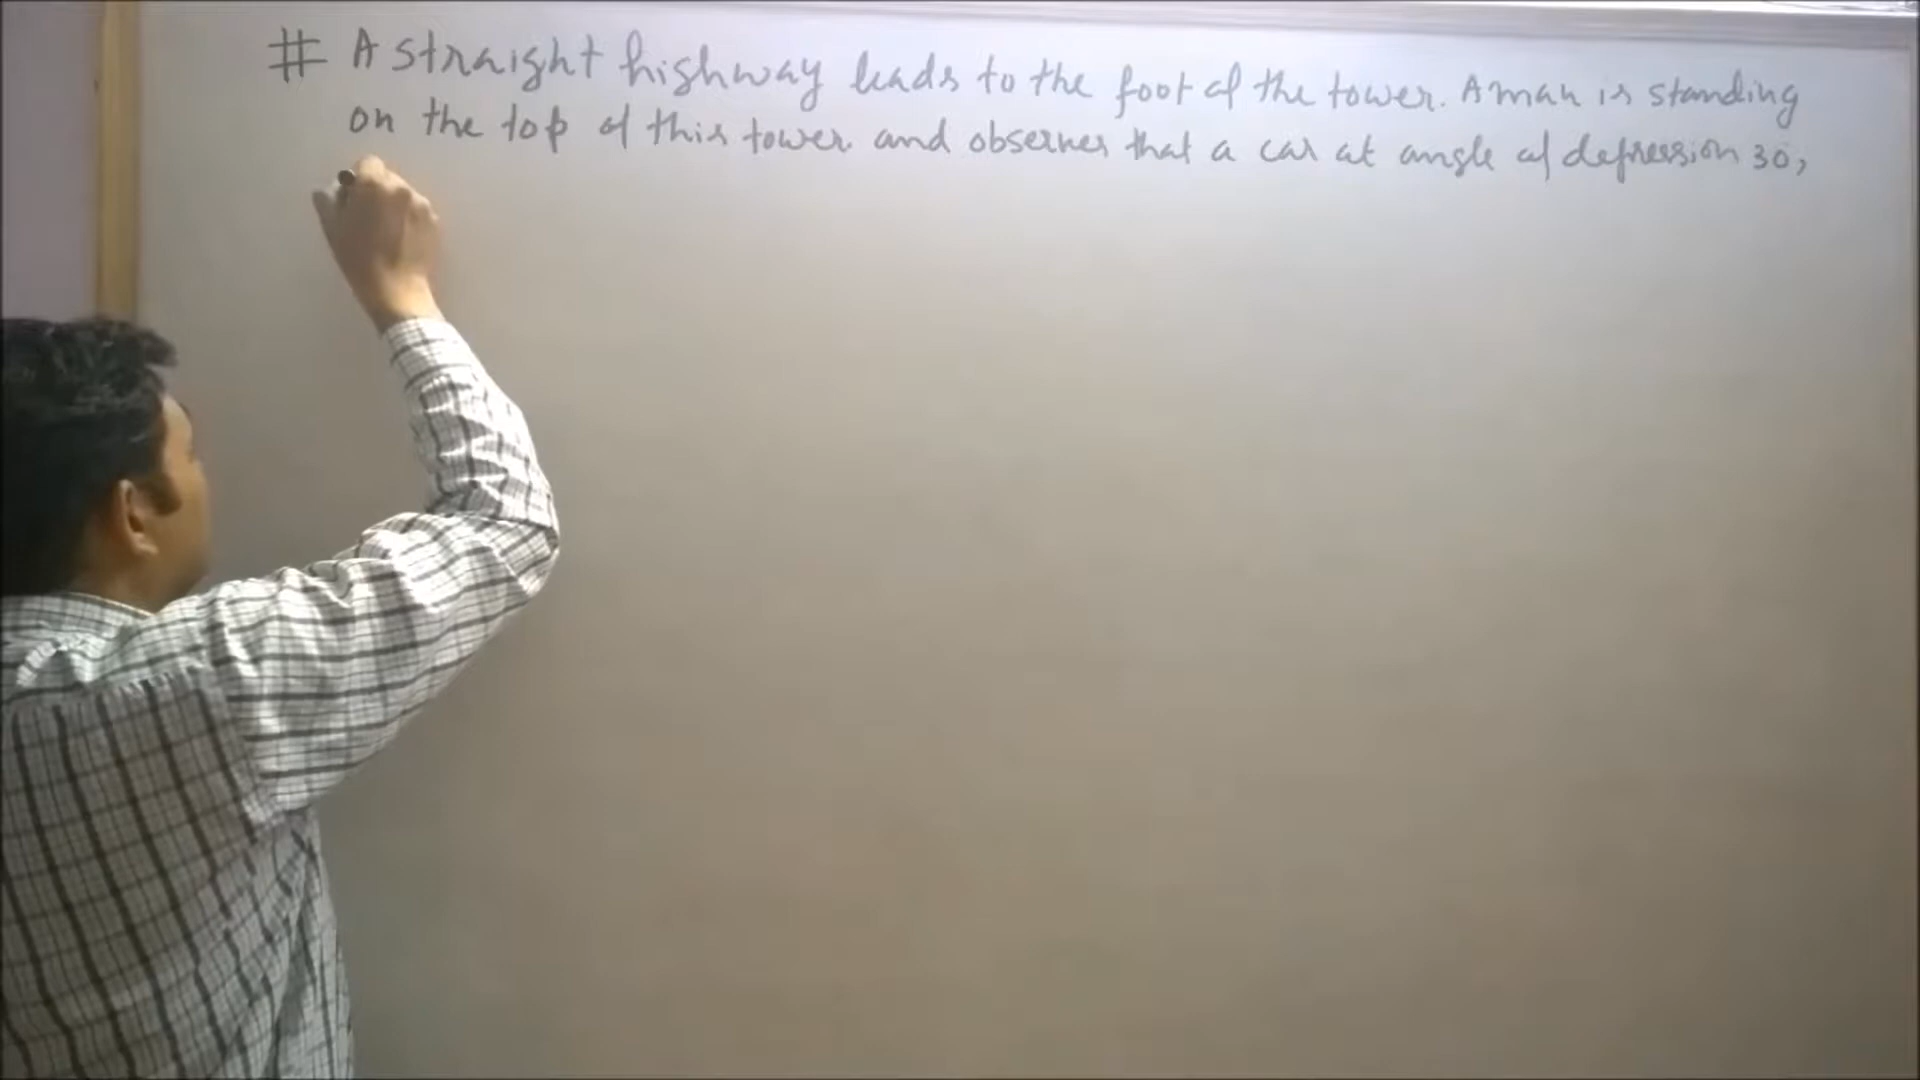 # A straight highway leads to the foot of the tower. A man is standing
on the top of this tower and observes that a car at angle of depression 30,